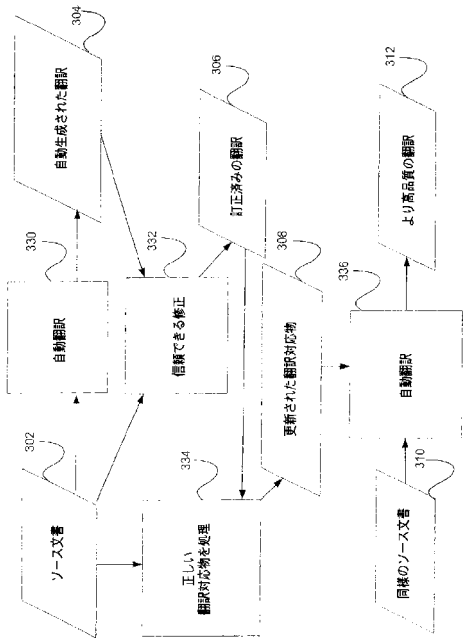 302
ソース文書
330
自動翻訳
304
自動生成された翻訳
332
信頼できる修正
306
訂正済みの翻訳
334
正しい
翻訳対応物を処理
308
更新された翻訳対応物
310
同様のソース文書
336
自動翻訳
312
より高品質の翻訳